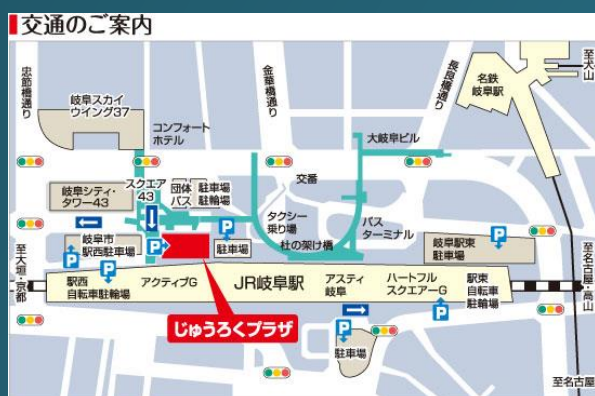 交通のご案内
忠節橋通り
岐阜スカイ
ウイング37
コンフォート
ホテル
金華橋通り
長良橋通り
名鉄
岐阜駅
至犬山
大岐阜ビル
岐阜シティ・
タワー43
スクエア
43
団体
バス
駐車場
駐輪場
交番
タクシー
乗り場
バス
ターミナル
杜の架け橋
岐阜市
駅西駐車場
P
P
P
駐車場
岐阜駅東
駐車場
P
至大垣・京都
至名古屋・高山
P
駅西
自転車駐輪場
アクティブG
JR岐阜駅
アスティ
岐阜
ハートフル
スクエアーG
駅東
自転車
駐輪場
P
じゅうろくプラザ
P
駐車場
至名古屋